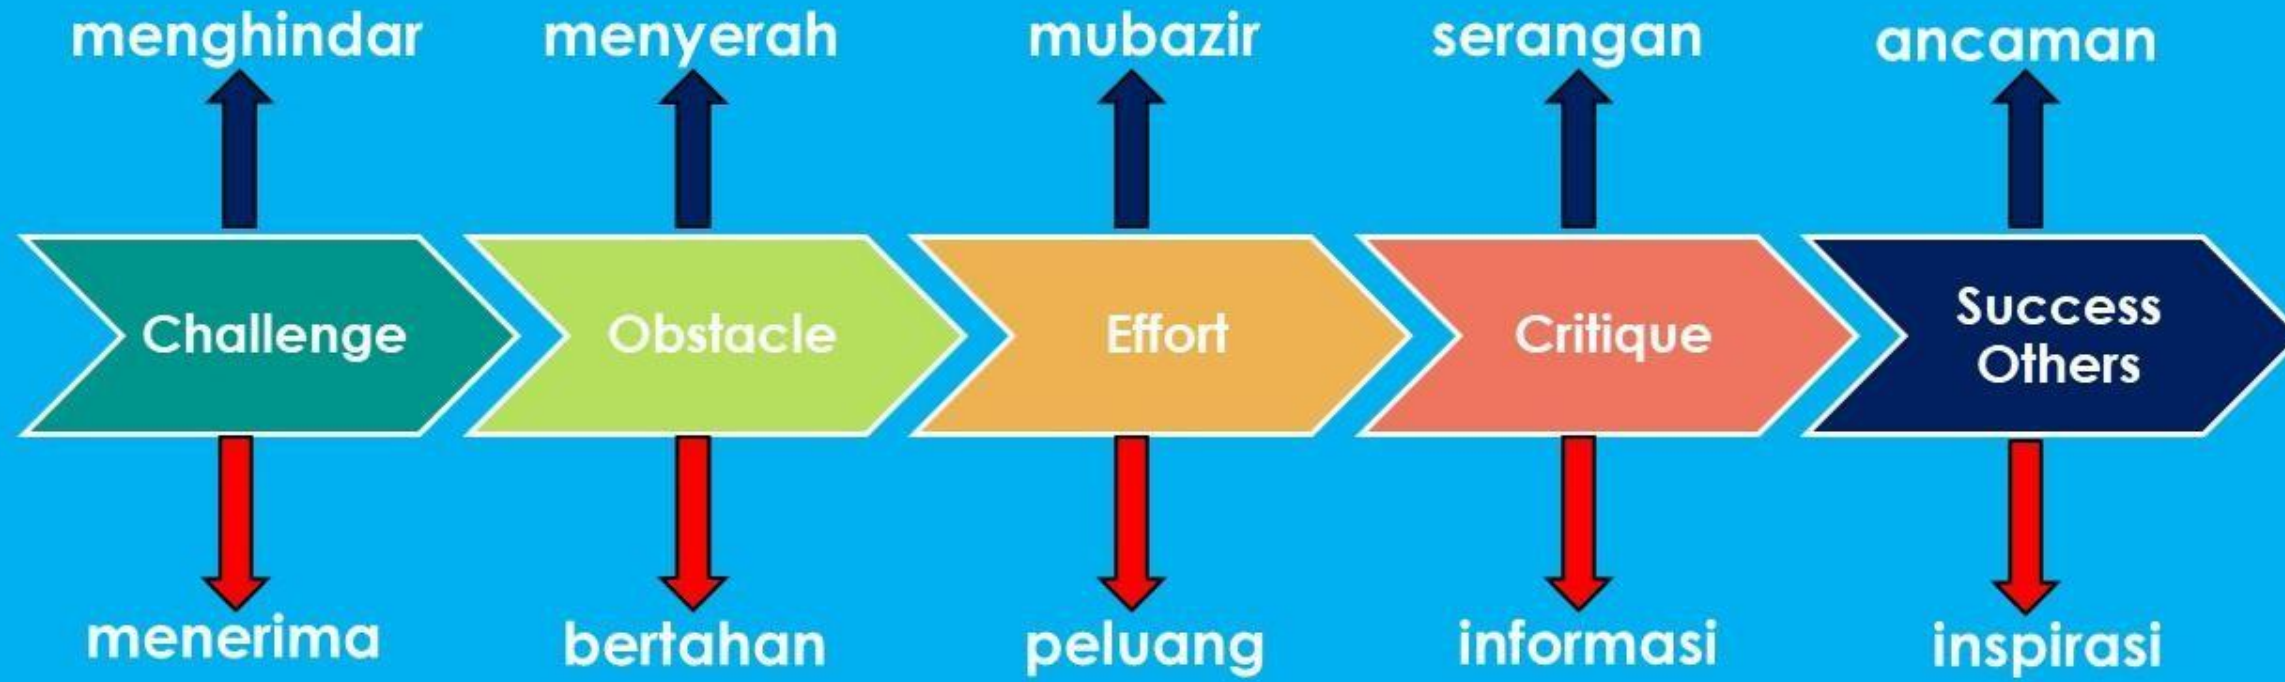 menghindar menyerah mubazir serangan ancaman
Challenge Obstacle Effort Critique Success
Others
menerima bertahan peluang informasi inspirasi